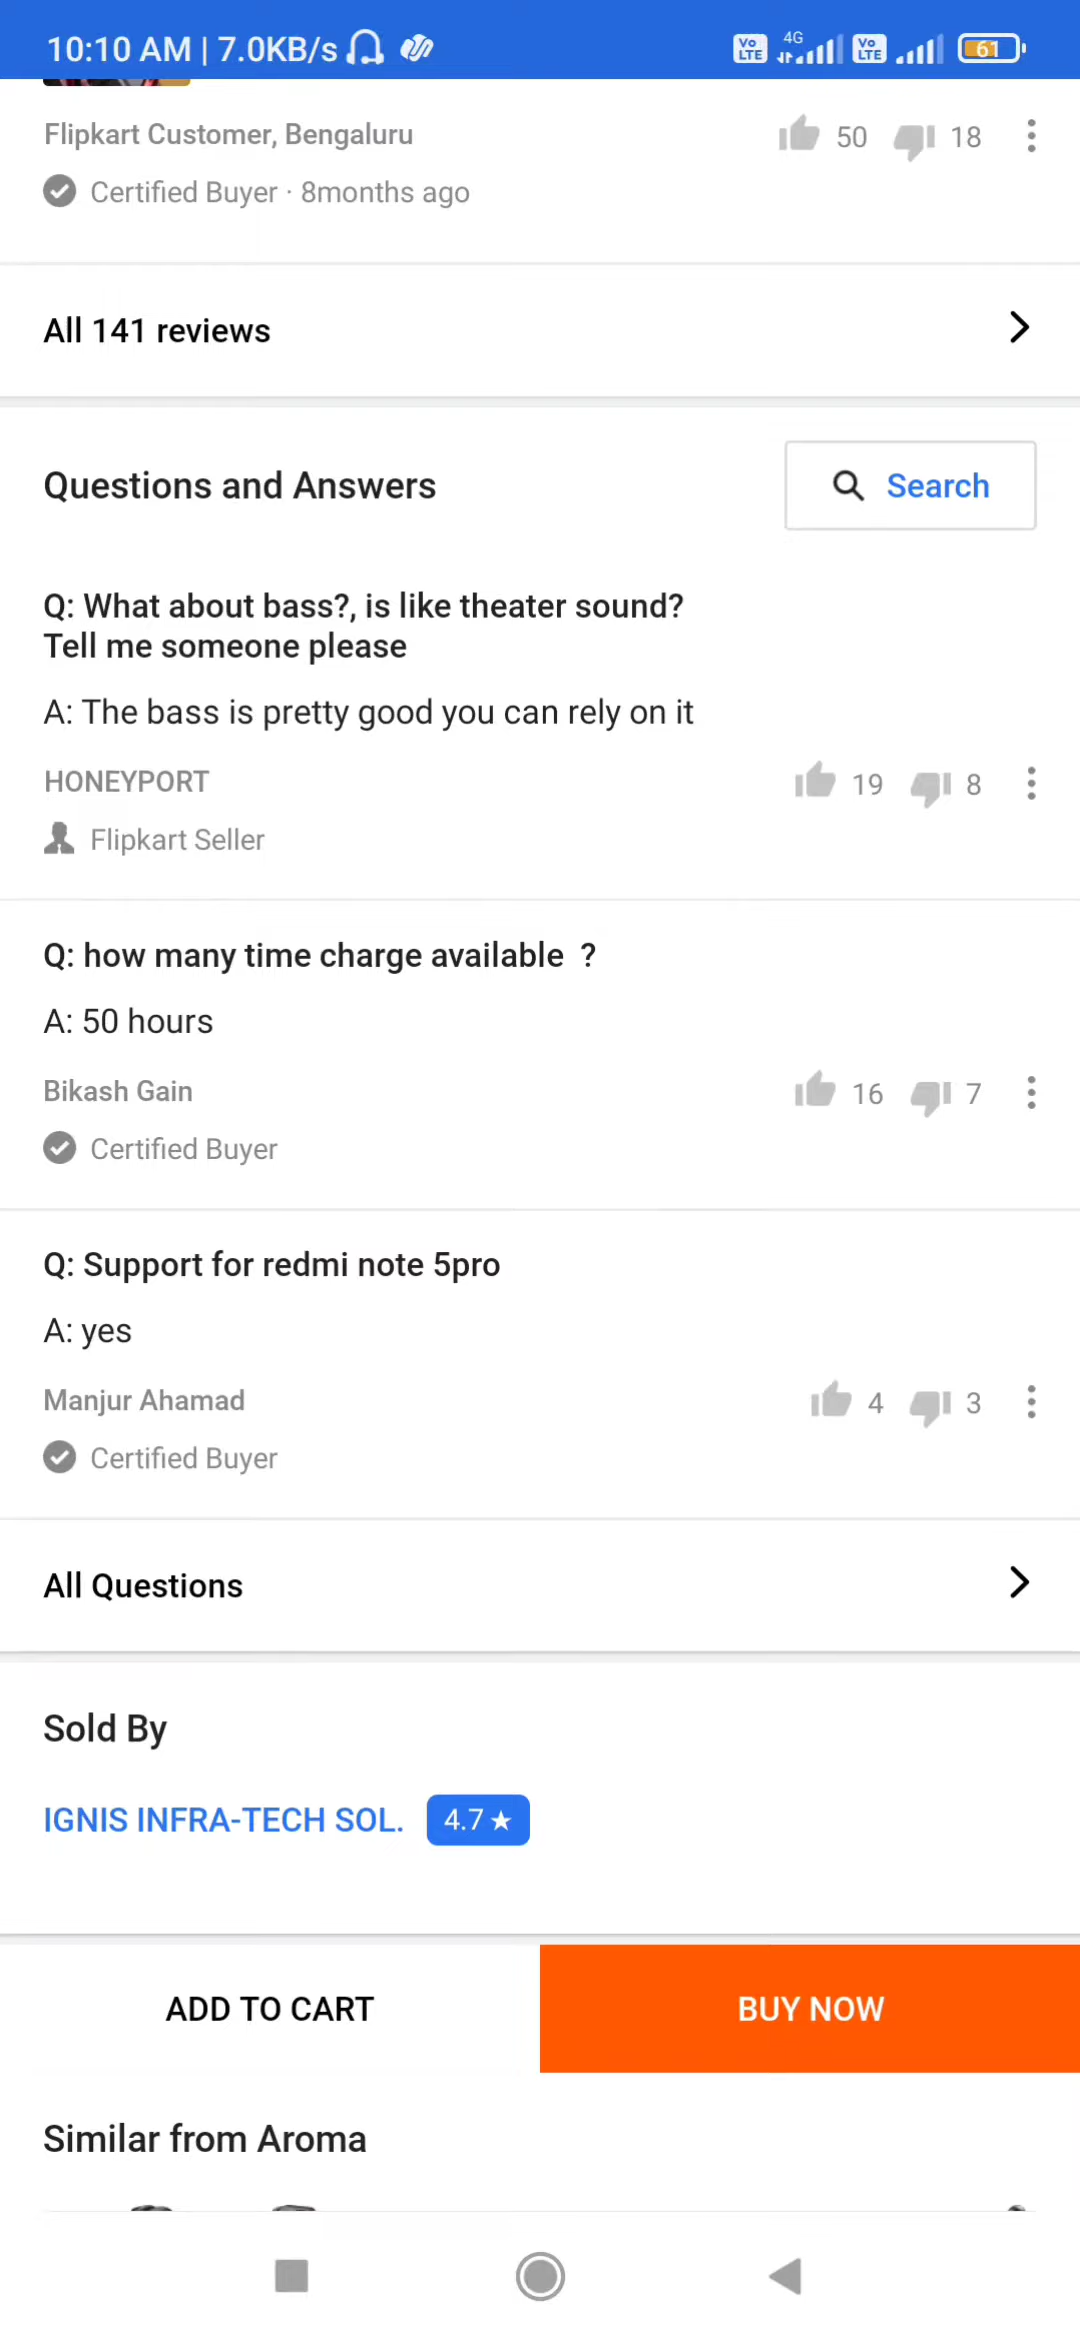 10:10 AM | 7.0KB/s Vo LTE 4G Vo LTE 61
Flipkart Customer, Bengaluru 50 18
Certified Buyer · 8months ago
All 141 reviews
Questions and Answers Search
Q: What about bass?, is like theater sound?
Tell me someone please
A: The bass is pretty good you can rely on it
HONEYPORT 19 8
Flipkart Seller
Q: how many time charge available  ?
A: 50 hours
Bikash Gain 16 7
Certified Buyer
Q: Support for redmi note 5pro
A: yes
Manjur Ahamad 4 3
Certified Buyer
All Questions
Sold By
IGNIS INFRA-TECH SOL. 4.7 ★
ADD TO CART BUY NOW
Similar from Aroma